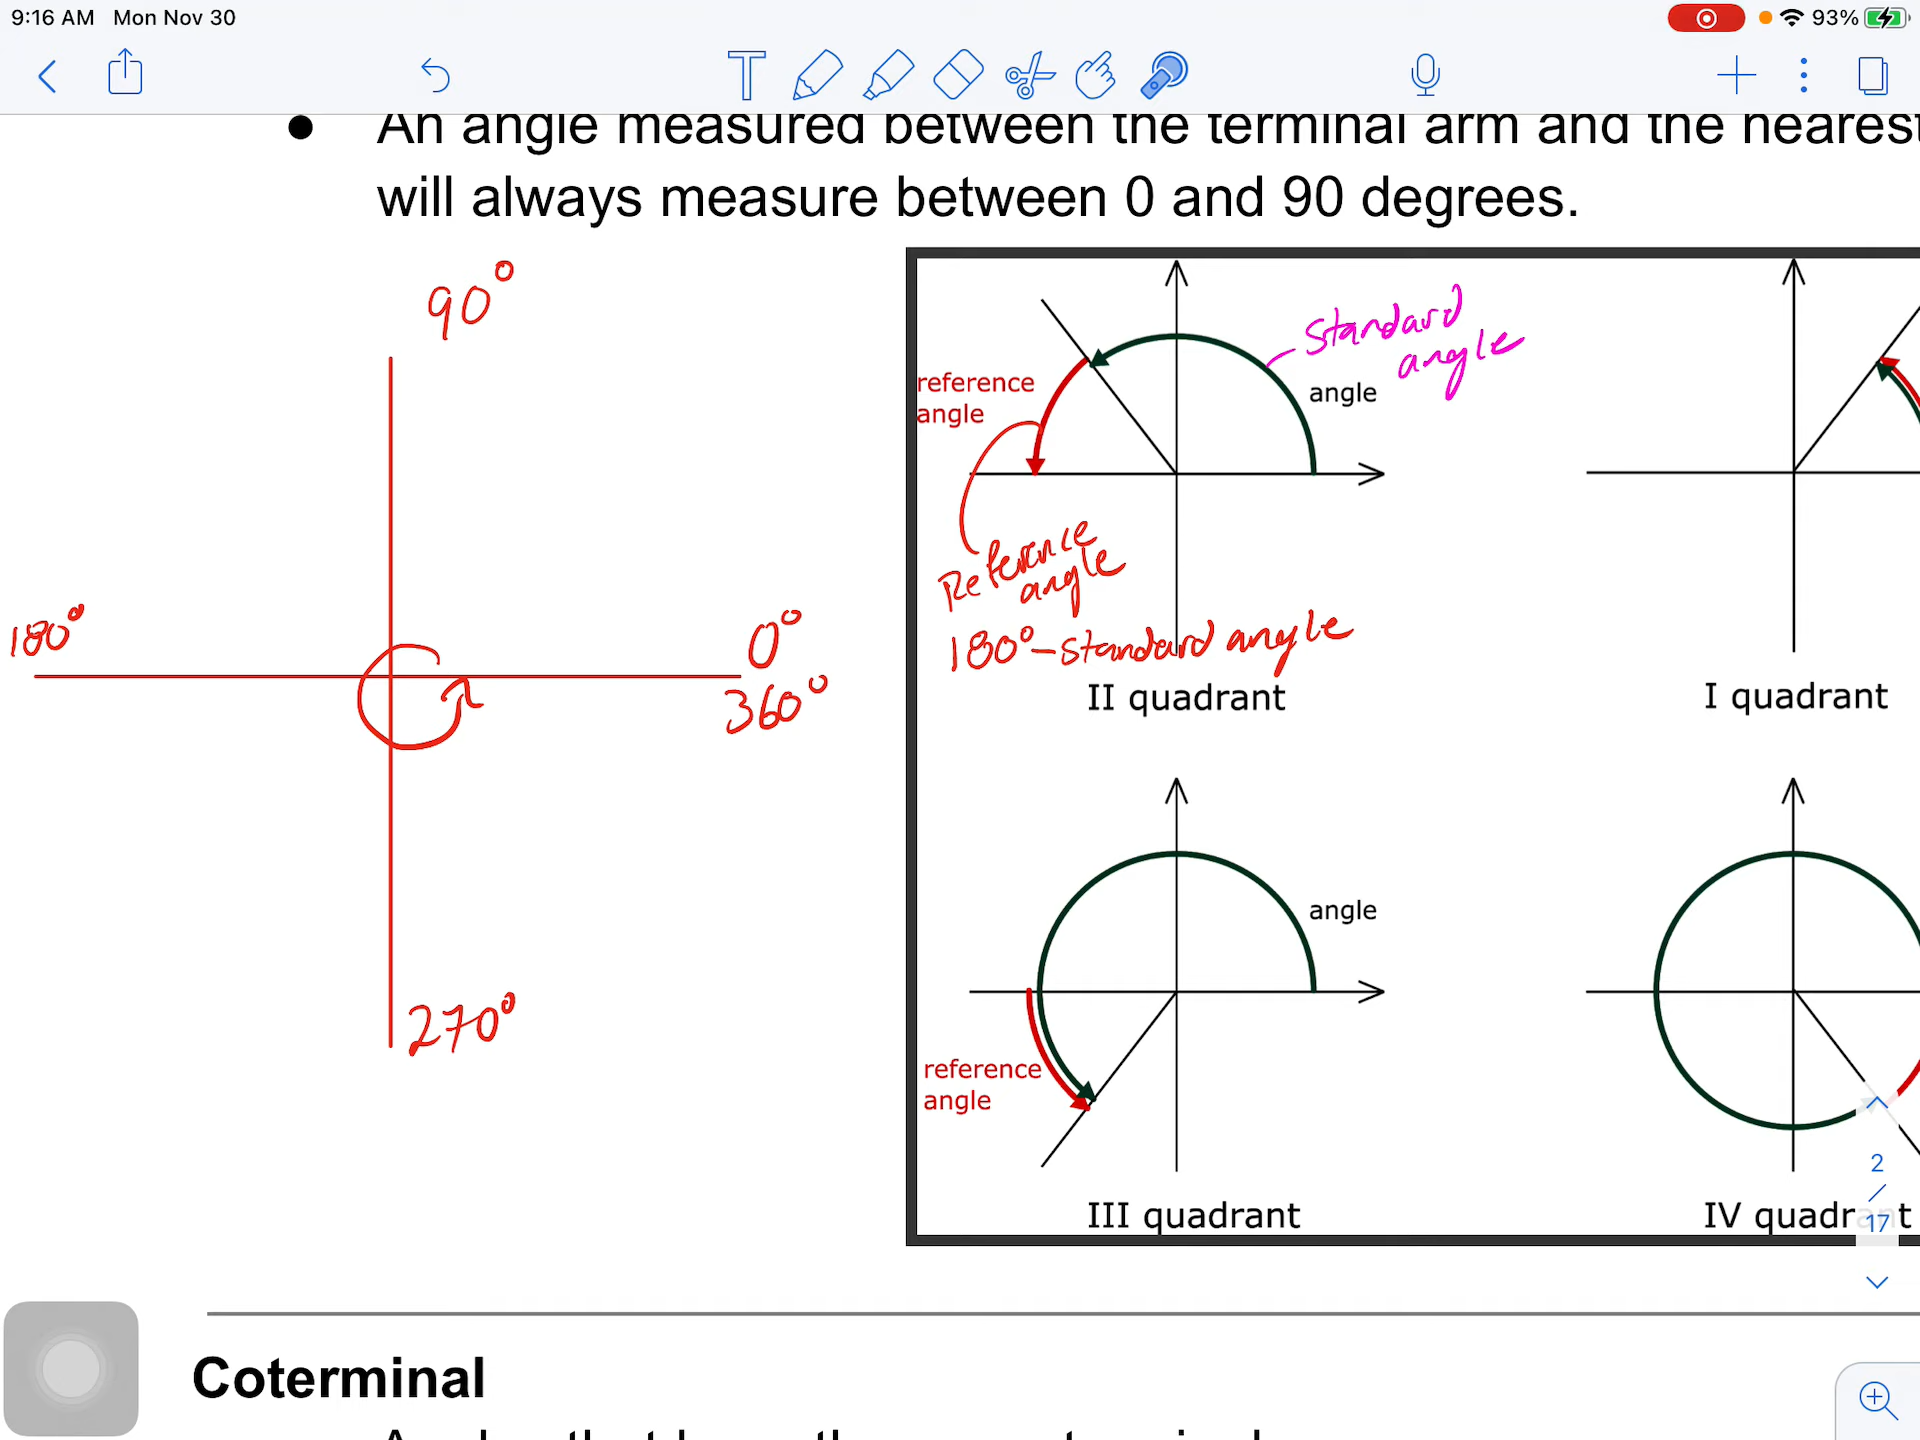 9:16 AM Mon Nov 30
93%
T
• An angle measured between the terminal arm and the nearest
will always measure between 0 and 90 degrees.
90°
180°
0°
360°
270°
Standard
angle
reference
angle
angle
Reference
angle
180° – standard angle
II quadrant
I quadrant
angle
reference
angle
III quadrant
IV quadrant
2
/
17
Coterminal